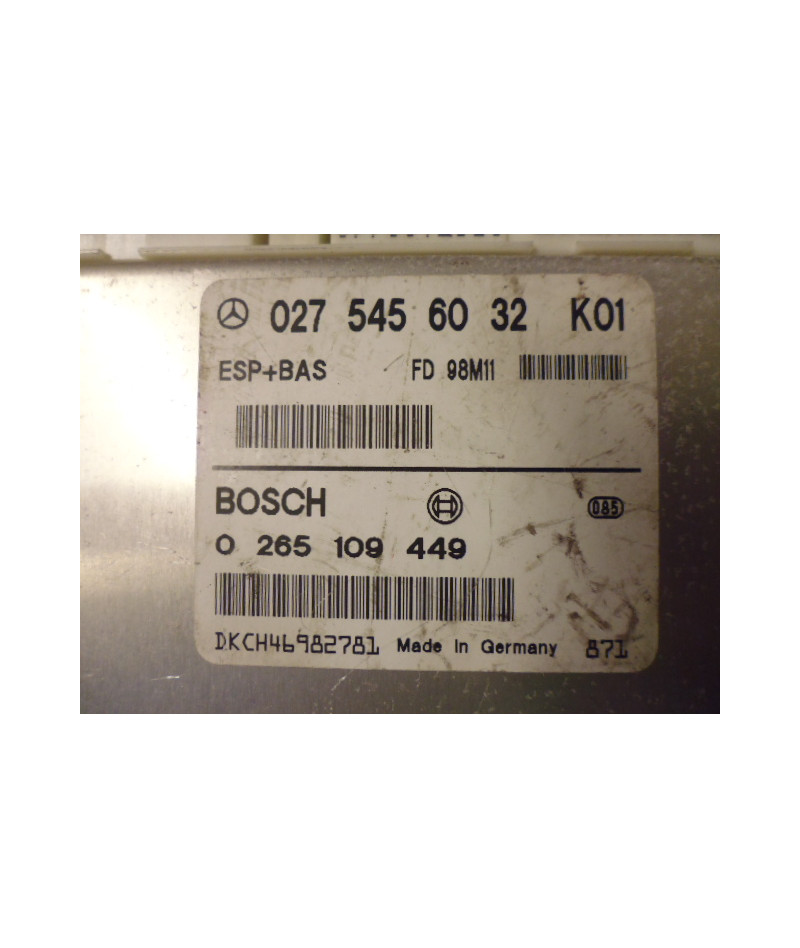 027 545 60 32 K01
ESP+BAS FD 98M11
BOSCH 085
0 265 109 449
DKCH46982781 Made in Germany 871